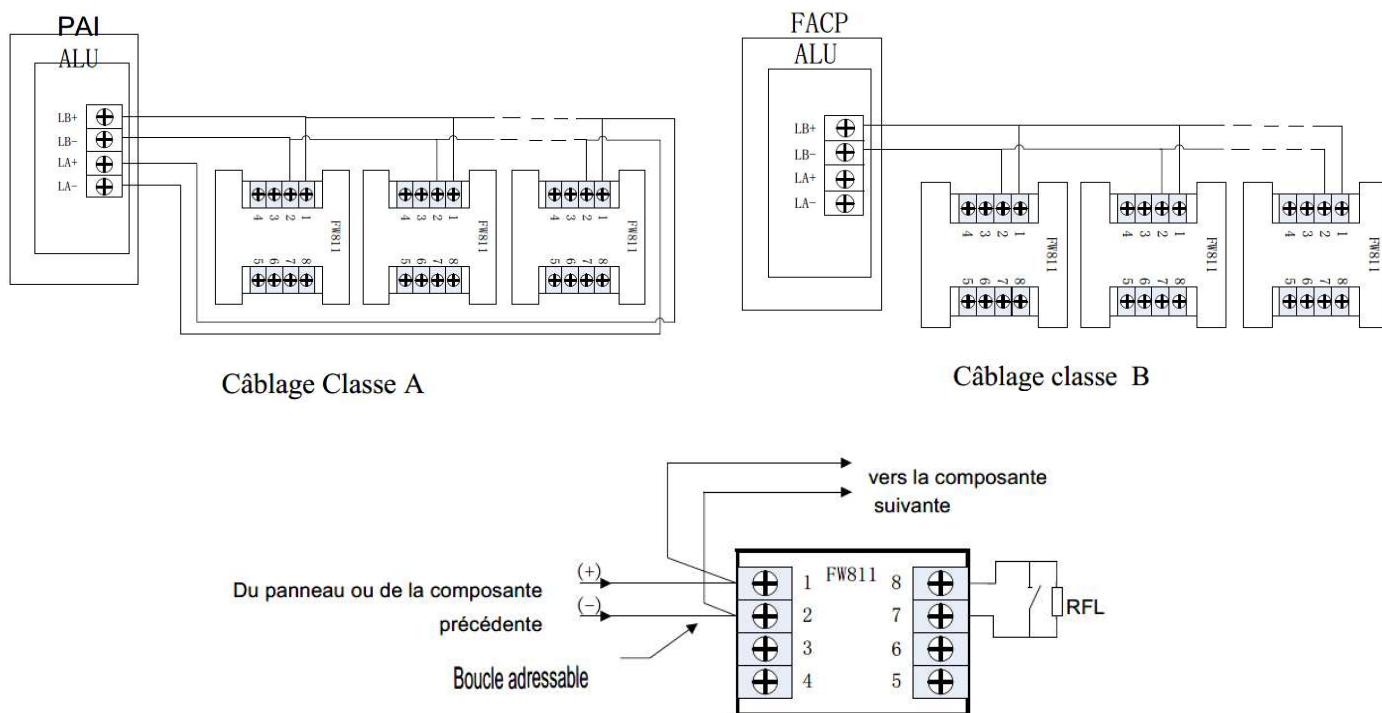 PAI
ALU
LB+
LB-
LA+
LA-
4 3 2 1
FW811
5 6 7 8
4 3 2 1
FW811
5 6 7 8
4 3 2 1
FW811
5 6 7 8
Câblage Classe A
FACP
ALU
LB+
LB-
LA+
LA-
4 3 2 1
FW811
5 6 7 8
4 3 2 1
FW811
5 6 7 8
4 3 2 1
FW811
5 6 7 8
Câblage classe B
vers la composante
suivante
Du panneau ou de la composante
précédente
(+)
(-)
Boucle adressable
1 FW811 8
2 7
3 6
4 5
RFL